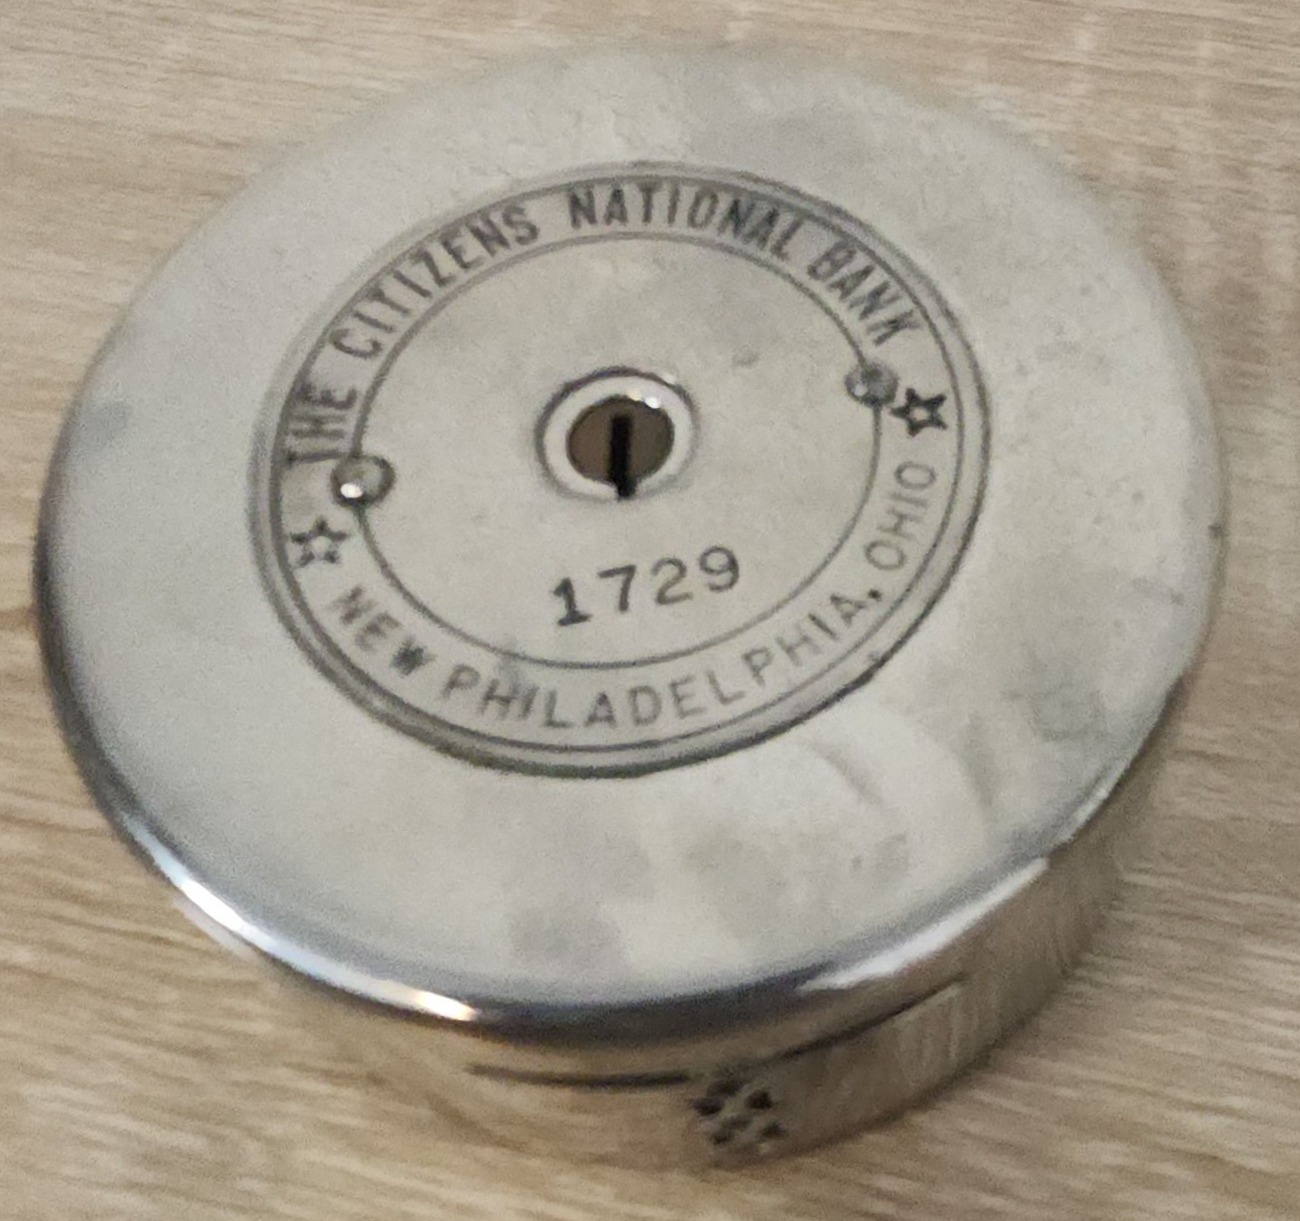 THE CITIZENS NATIONAL BANK
1729
NEW PHILADELPHIA, OHIO